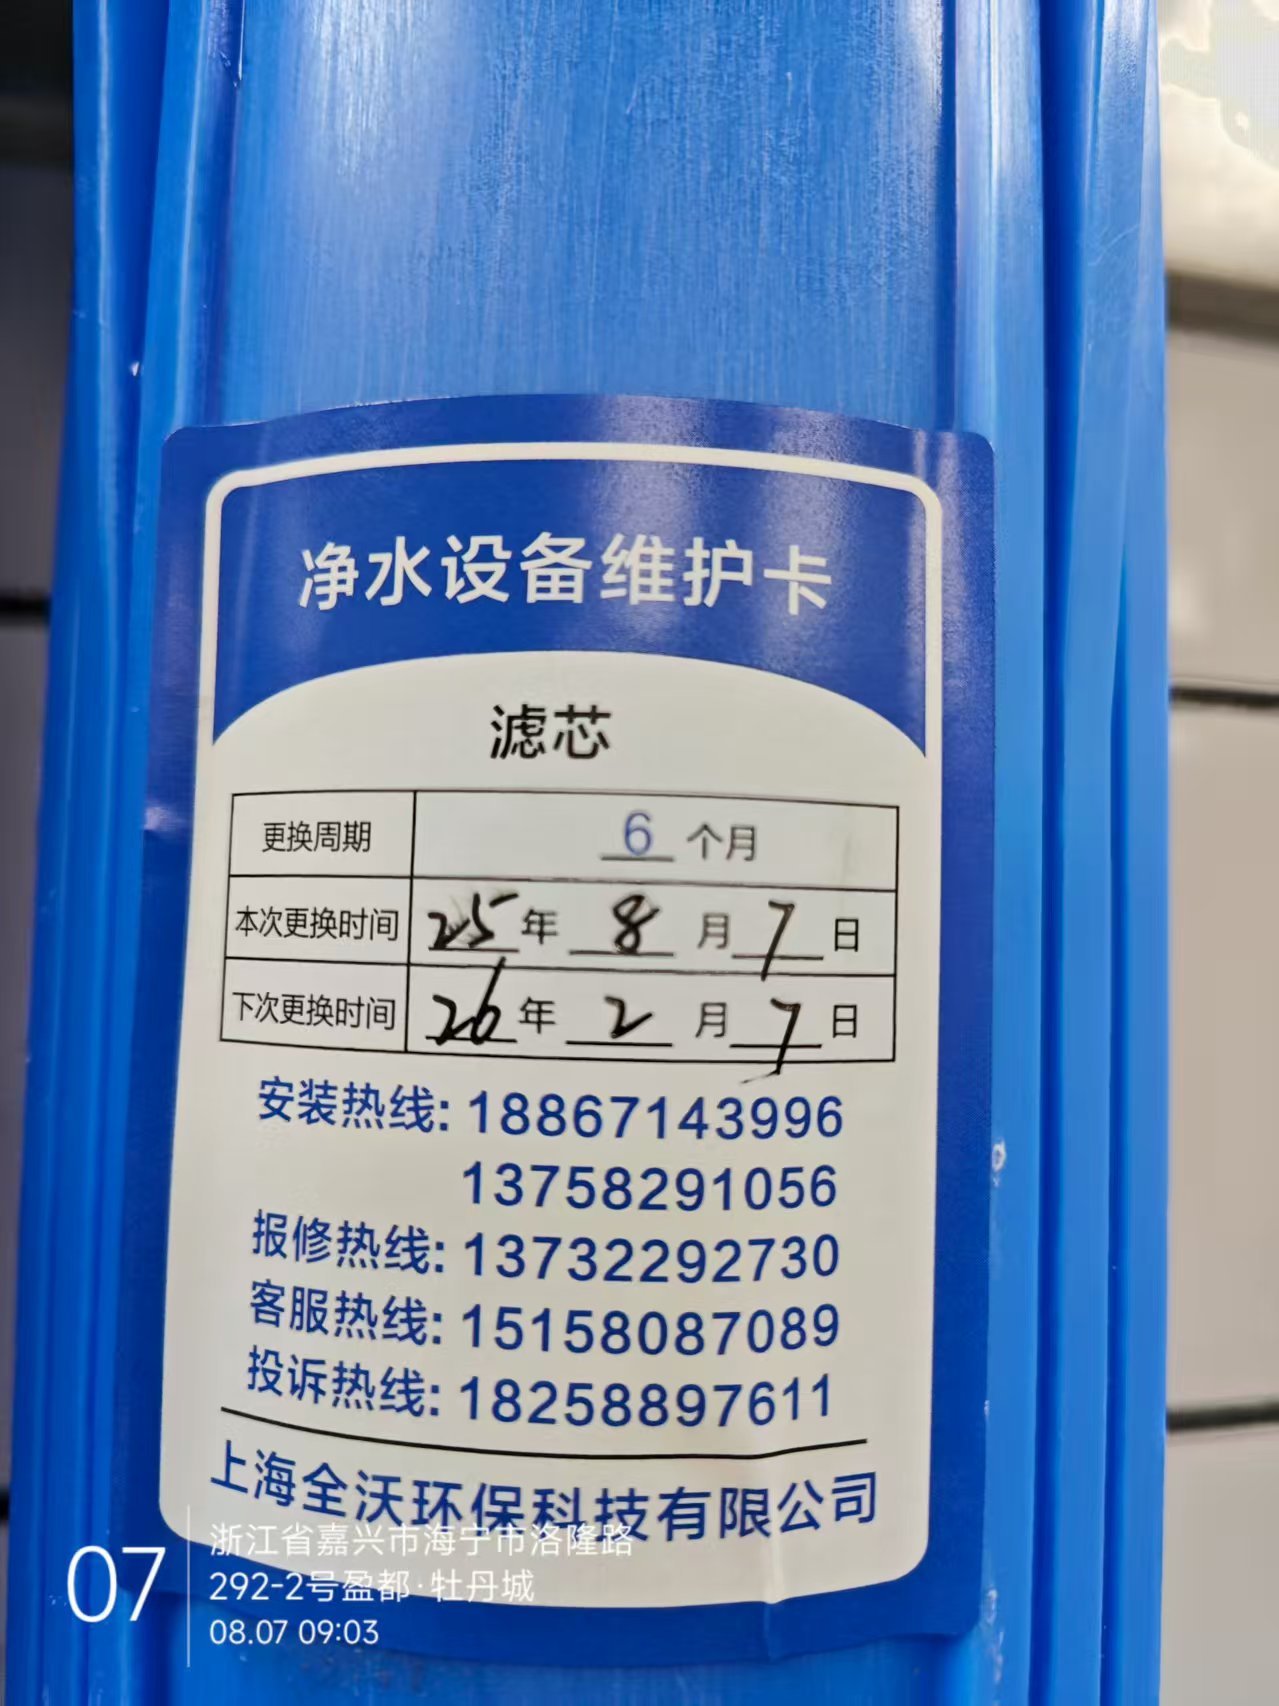 净水设备维护卡
滤芯
更换周期 6 个月
本次更换时间 25 年 8 月 7 日
下次更换时间 26 年 2 月 7 日
安装热线: 18867143996
13758291056
报修热线: 13732292730
客服热线: 15158087089
投诉热线: 18258897611
上海全沃环保科技有限公司
07
浙江省嘉兴市海宁市洛隆路
292-2号盈都·牡丹城
08.07 09:03